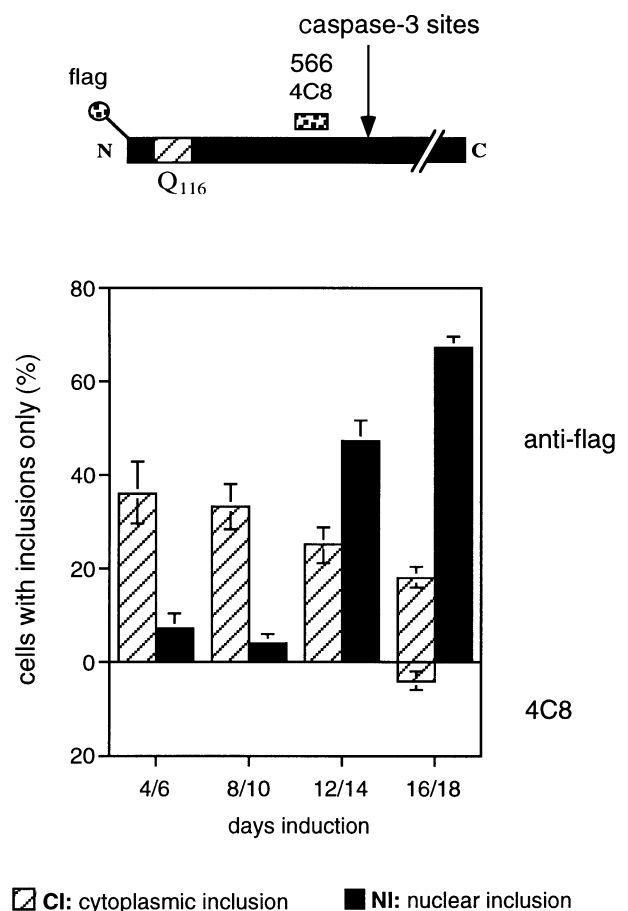 caspase-3 sites
flag
566
4C8
N
C
Q116
80
60
40
20
0
20
cells with inclusions only (%)
anti-flag
4C8
4/6 8/10 12/14 16/18
days induction
CI: cytoplasmic inclusion NI: nuclear inclusion